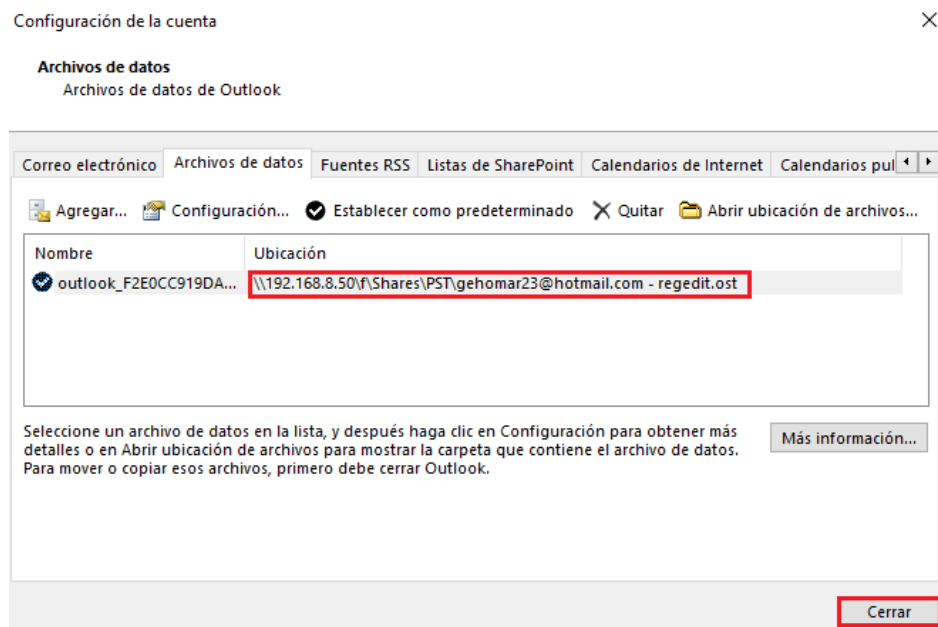 Configuración de la cuenta
Archivos de datos
Archivos de datos de Outlook
Correo electrónico Archivos de datos Fuentes RSS Listas de SharePoint Calendarios de Internet Calendarios pul
Agregar... Configuración... Establecer como predeterminado Quitar Abrir ubicación de archivos...
Nombre Ubicación
outlook_F2E0CC919DA... \\192.168.8.50\f\Shares\PST\gehomar23@hotmail.com - regedit.ost
Seleccione un archivo de datos en la lista, y después haga clic en Configuración para obtener más
detalles o en Abrir ubicación de archivos para mostrar la carpeta que contiene el archivo de datos.
Para mover o copiar esos archivos, primero debe cerrar Outlook.
Más información...
Cerrar